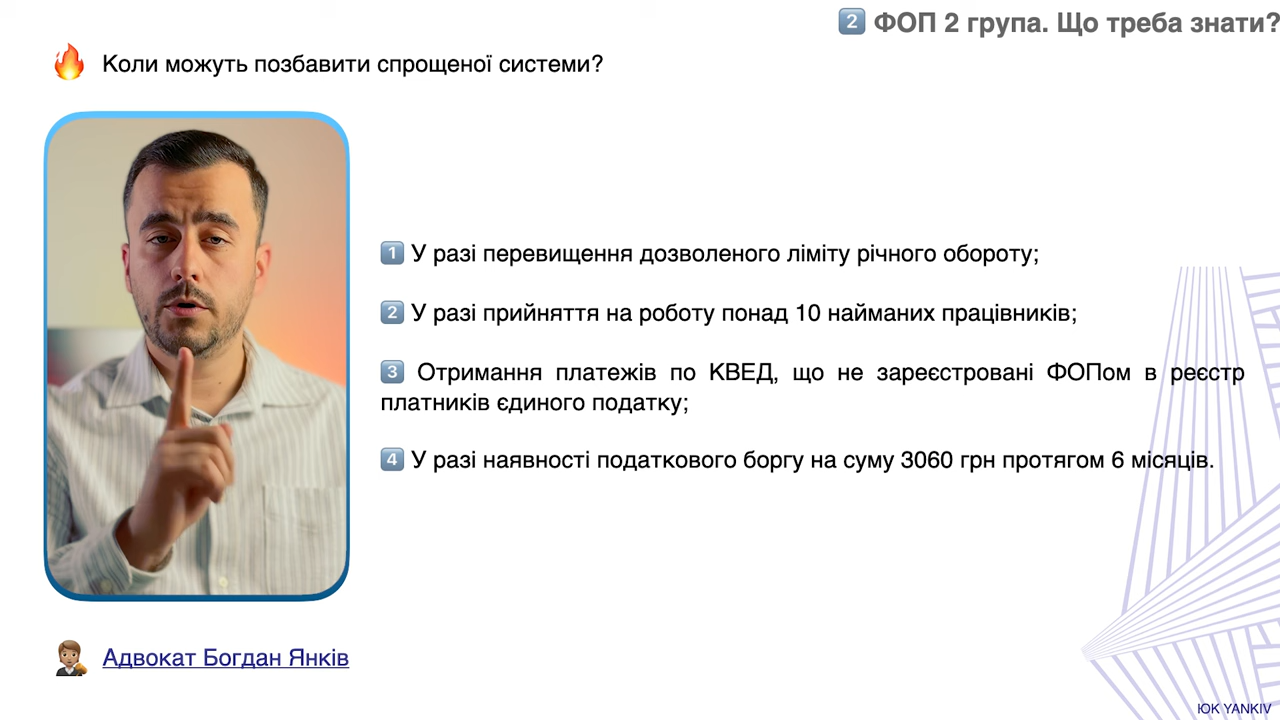 2 ФОП 2 група. Що треба знати?
Коли можуть позбавити спрощеної системи?
1 У разі перевищення дозволеного ліміту річного обороту;
2 У разі прийняття на роботу понад 10 найманих працівників;
3 Отримання платежів по КВЕД, що не зареєстровані ФОПом в реєстр
платників єдиного податку;
4 У разі наявності податкового боргу на суму 3060 грн протягом 6 місяців.
Адвокат Богдан Янків
ЮК YANKIV